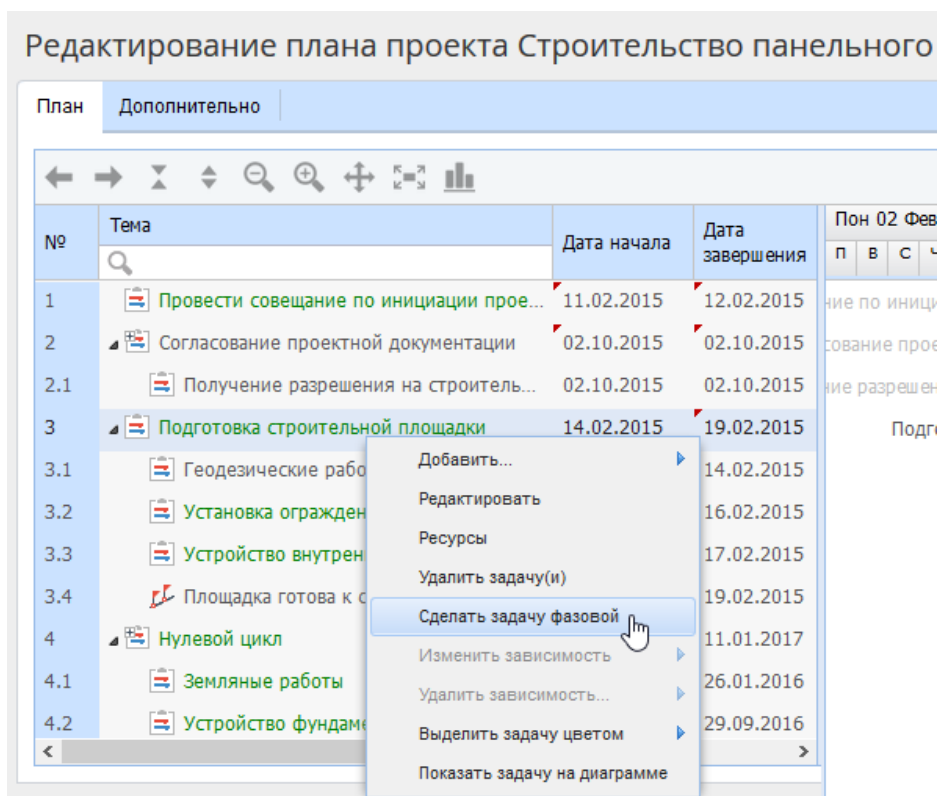 Редактирование плана проекта Строительство панельного
План Дополнительно
№ Тема Дата начала Дата завершения Пон 02 Фев
П В С
1 Провести совещание по инициации прое... 11.02.2015 12.02.2015 ние по иници
2 Согласование проектной документации 02.10.2015 02.10.2015 сование прое
2.1 Получение разрешения на строитель... 02.10.2015 02.10.2015 ние разрешен
3 Подготовка строительной площадки 14.02.2015 19.02.2015 Подго
3.1 Геодезические рабо 14.02.2015
3.2 Установка огражден 16.02.2015
3.3 Устройство внутрен 17.02.2015
3.4 Площадка готова к с 19.02.2015
4 Нулевой цикл 11.01.2017
4.1 Земляные работы 26.01.2016
4.2 Устройство фундаме 29.09.2016
Добавить...
Редактировать
Ресурсы
Удалить задачу(и)
Сделать задачу фазовой
Изменить зависимость
Удалить зависимость...
Выделить задачу цветом
Показать задачу на диаграмме